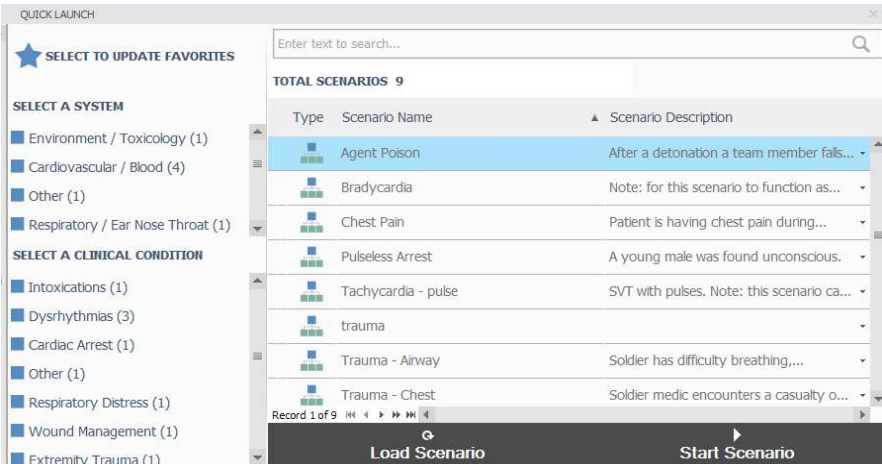 QUICK LAUNCH
SELECT TO UPDATE FAVORITES
SELECT A SYSTEM
Environment / Toxicology (1)
Cardiovascular / Blood (4)
Other (1)
Respiratory / Ear Nose Throat (1)
SELECT A CLINICAL CONDITION
Intoxications (1)
Dysrhythmias (3)
Cardiac Arrest (1)
Other (1)
Respiratory Distress (1)
Wound Management (1)
Extremity Trauma (1)
Enter text to search...
TOTAL SCENARIOS 9
Type Scenario Name Scenario Description
Agent Poison After a detonation a team member falls...
Bradycardia Note: for this scenario to function as...
Chest Pain Patient is having chest pain during...
Pulseless Arrest A young male was found unconscious.
Tachycardia - pulse SVT with pulses. Note: this scenario ca...
trauma
Trauma - Airway Soldier has difficulty breathing,...
Trauma - Chest Soldier medic encounters a casualty o...
Record 1 of 9
Load Scenario Start Scenario